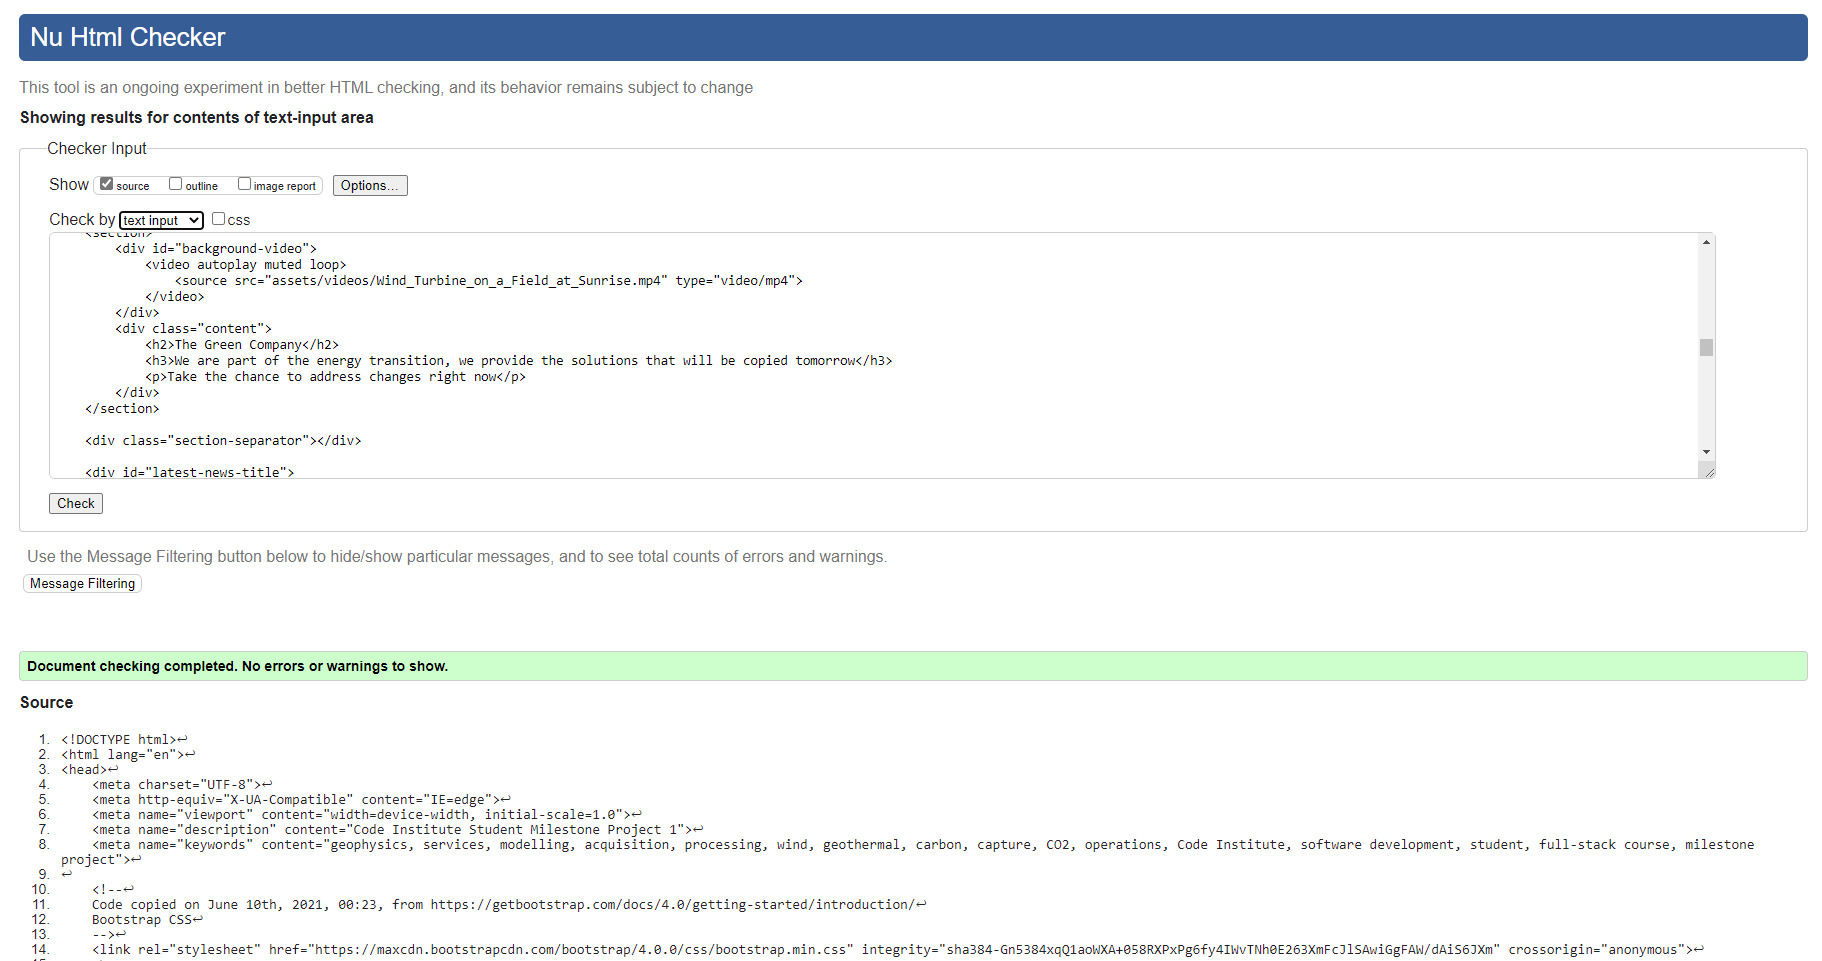 Nu Html Checker
This tool is an ongoing experiment in better HTML checking, and its behavior remains subject to change
Showing results for contents of text-input area
Checker Input
Show source outline image report Options...
Check by text input css
<section>
<div id="background-video">
<video autoplay muted loop>
<source src="assets/videos/Wind_Turbine_on_a_Field_at_Sunrise.mp4" type="video/mp4">
</video>
</div>
<div class="content">
<h2>The Green Company</h2>
<h3>We are part of the energy transition, we provide the solutions that will be copied tomorrow</h3>
<p>Take the chance to address changes right now</p>
</div>
</section>
<div class="section-separator"></div>
<div id="latest-news-title">
Check
Use the Message Filtering button below to hide/show particular messages, and to see total counts of errors and warnings.
Message Filtering
Document checking completed. No errors or warnings to show.
Source
1. <!DOCTYPE html>↩
2. <html lang="en">↩
3. <head>↩
4. <meta charset="UTF-8">↩
5. <meta http-equiv="X-UA-Compatible" content="IE=edge">↩
6. <meta name="viewport" content="width=device-width, initial-scale=1.0">↩
7. <meta name="description" content="Code Institute Student Milestone Project 1">↩
8. <meta name="keywords" content="geophysics, services, modelling, acquisition, processing, wind, geothermal, carbon, capture, CO2, operations, Code Institute, software development, student, full-stack course, milestone
project">↩
9. ↩
10. <!--↩
11. Code copied on June 10th, 2021, 00:23, from https://getbootstrap.com/docs/4.0/getting-started/introduction/↩
12. Bootstrap CSS↩
13. -->↩
14. <link rel="stylesheet" href="https://maxcdn.bootstrapcdn.com/bootstrap/4.0.0/css/bootstrap.min.css" integrity="sha384-Gn5384xqQ1aoWXA+058RXPxPg6fy4IWvTNh0E263XmFcJlSAwiGgFAW/dAiS6JXm" crossorigin="anonymous">↩